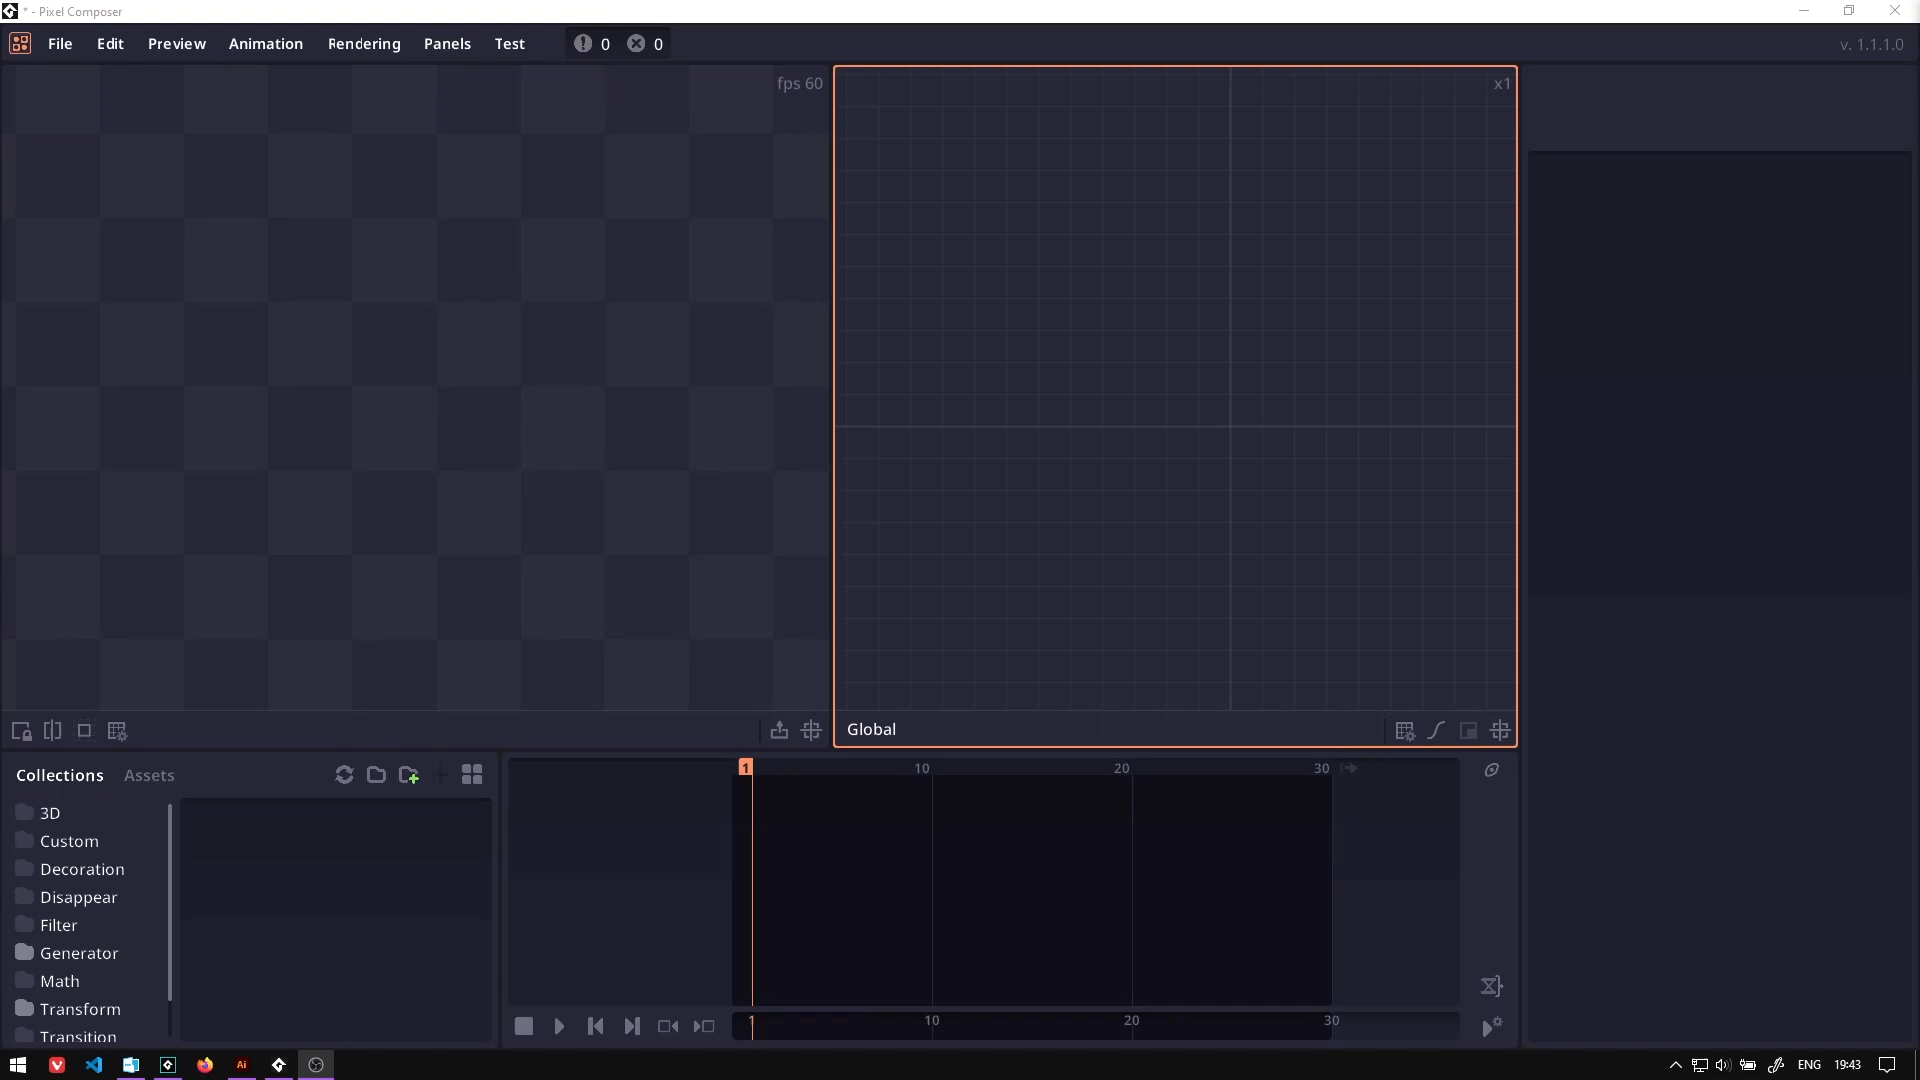 * - Pixel Composer
File Edit Preview Animation Rendering Panels Test 0 0 v. 1.1.1.0
fps 60
x1
Global
Collections Assets
3D
Custom
Decoration
Disappear
Filter
Generator
Math
Transform
Transition
1 10 20 30
1 10 20 30
Ai
ENG 19:43